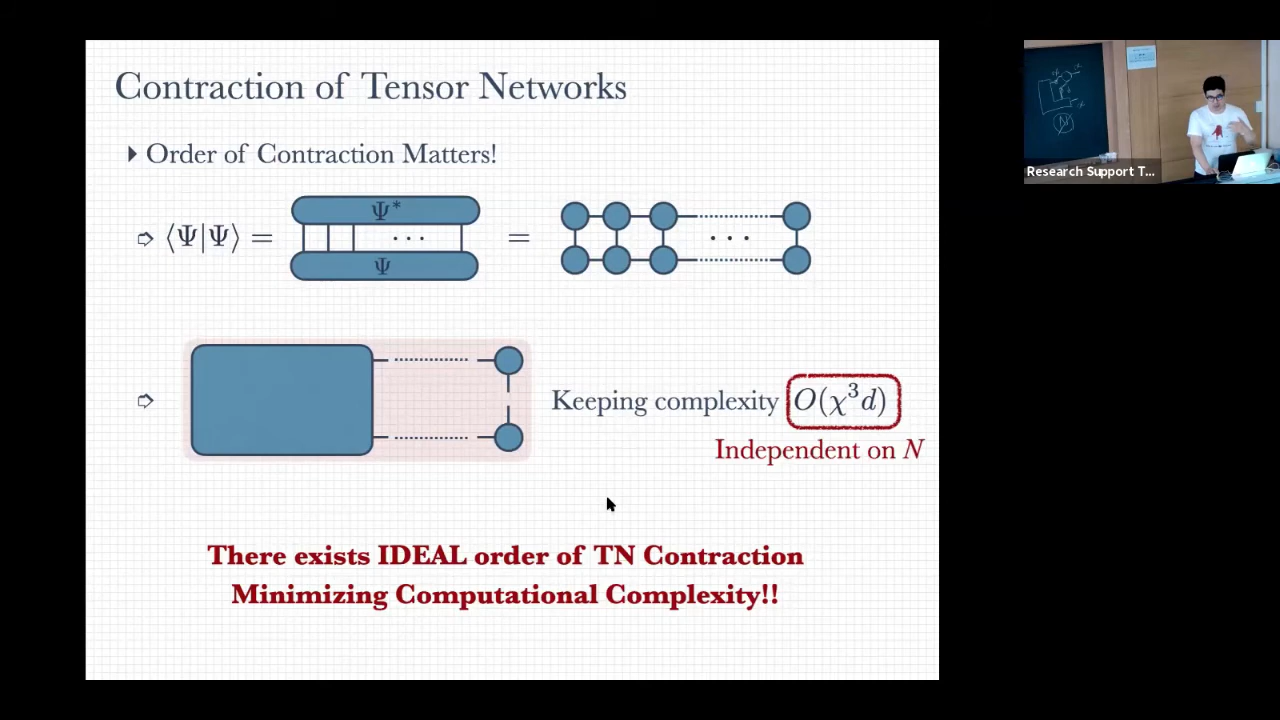 Contraction of Tensor Networks
Order of Contraction Matters!
⟨Ψ|Ψ⟩ =
Ψ*
· · ·
Ψ
=
· · ·
Keeping complexity O(χ³d)
Independent on N
There exists IDEAL order of TN Contraction
Minimizing Computational Complexity!!
Research Support T...